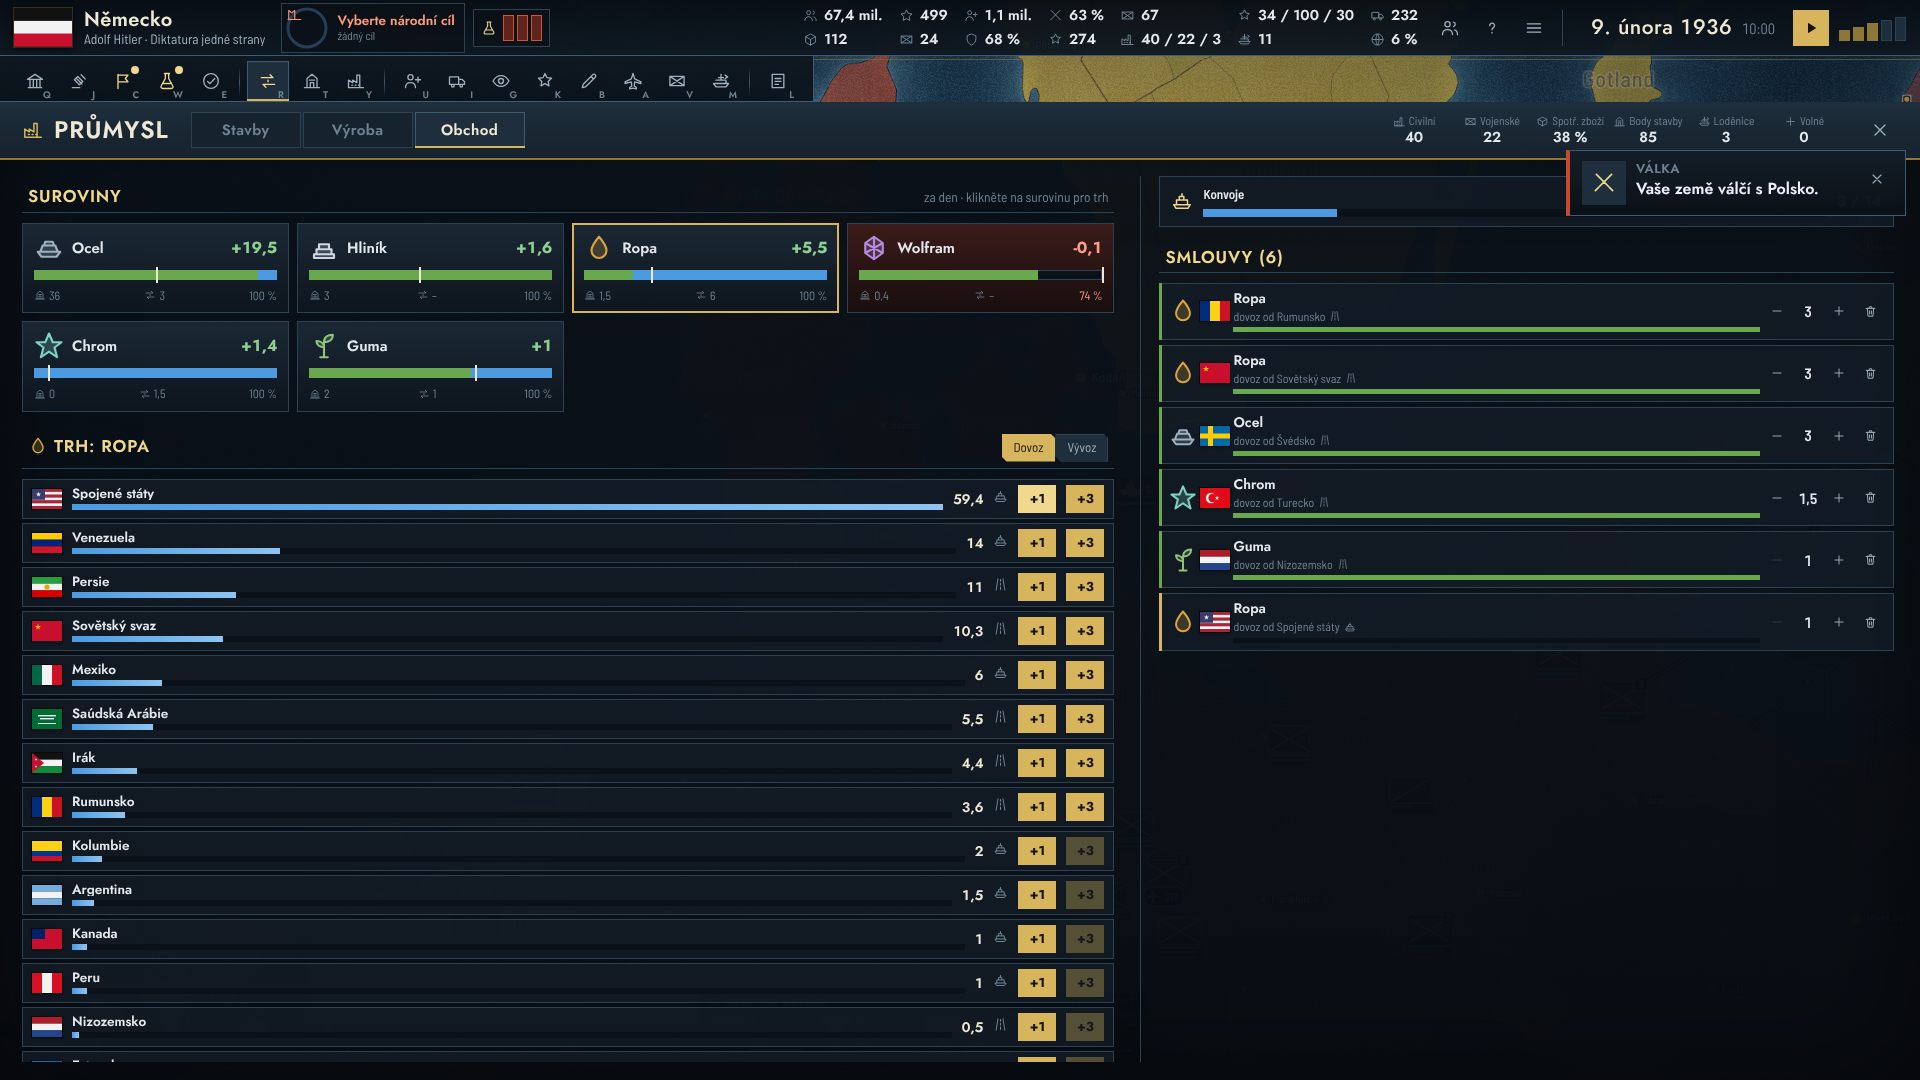 Německo
Adolf Hitler · Diktatura jedné strany
Vyberte národní cíl
žádný cíl
67,4 mil. 499 1,1 mil. 63 % 67 34 / 100 / 30 232
112 24 68 % 274 40 / 22 / 3 11 6 %
9. února 1936 10:00
Q J C W E R T Y U I G K B A V M L
Gotland
PRŮMYSL
Stavby
Výroba
Obchod
Civilní Vojenské Spotř. zboží Body stavby Loděnice Volné
40 22 38 % 85 3 0
VÁLKA
Vaše země válčí s Polsko.
SUROVINY
za den · klikněte na surovinu pro trh
Ocel +19,5
36 3 100 %
Hliník +1,6
3 – 100 %
Ropa +5,5
1,5 6 100 %
Wolfram -0,1
0,4 – 74 %
Chrom +1,4
0 1,5 100 %
Guma +1
2 1 100 %
TRH: ROPA
Dovoz Vývoz
Spojené státy 59,4 +1 +3
Venezuela 14 +1 +3
Persie 11 +1 +3
Sovětský svaz 10,3 +1 +3
Mexiko 6 +1 +3
Saúdská Arábie 5,5 +1 +3
Irák 4,4 +1 +3
Rumunsko 3,6 +1 +3
Kolumbie 2 +1 +3
Argentina 1,5 +1 +3
Kanada 1 +1 +3
Peru 1 +1 +3
Nizozemsko 0,5 +1 +3
Konvoje
SMLOUVY (6)
Ropa
dovoz od Rumunsko
− 3 +
Ropa
dovoz od Sovětský svaz
− 3 +
Ocel
dovoz od Švédsko
− 3 +
Chrom
dovoz od Turecko
− 1,5 +
Guma
dovoz od Nizozemsko
− 1 +
Ropa
dovoz od Spojené státy
− 1 +